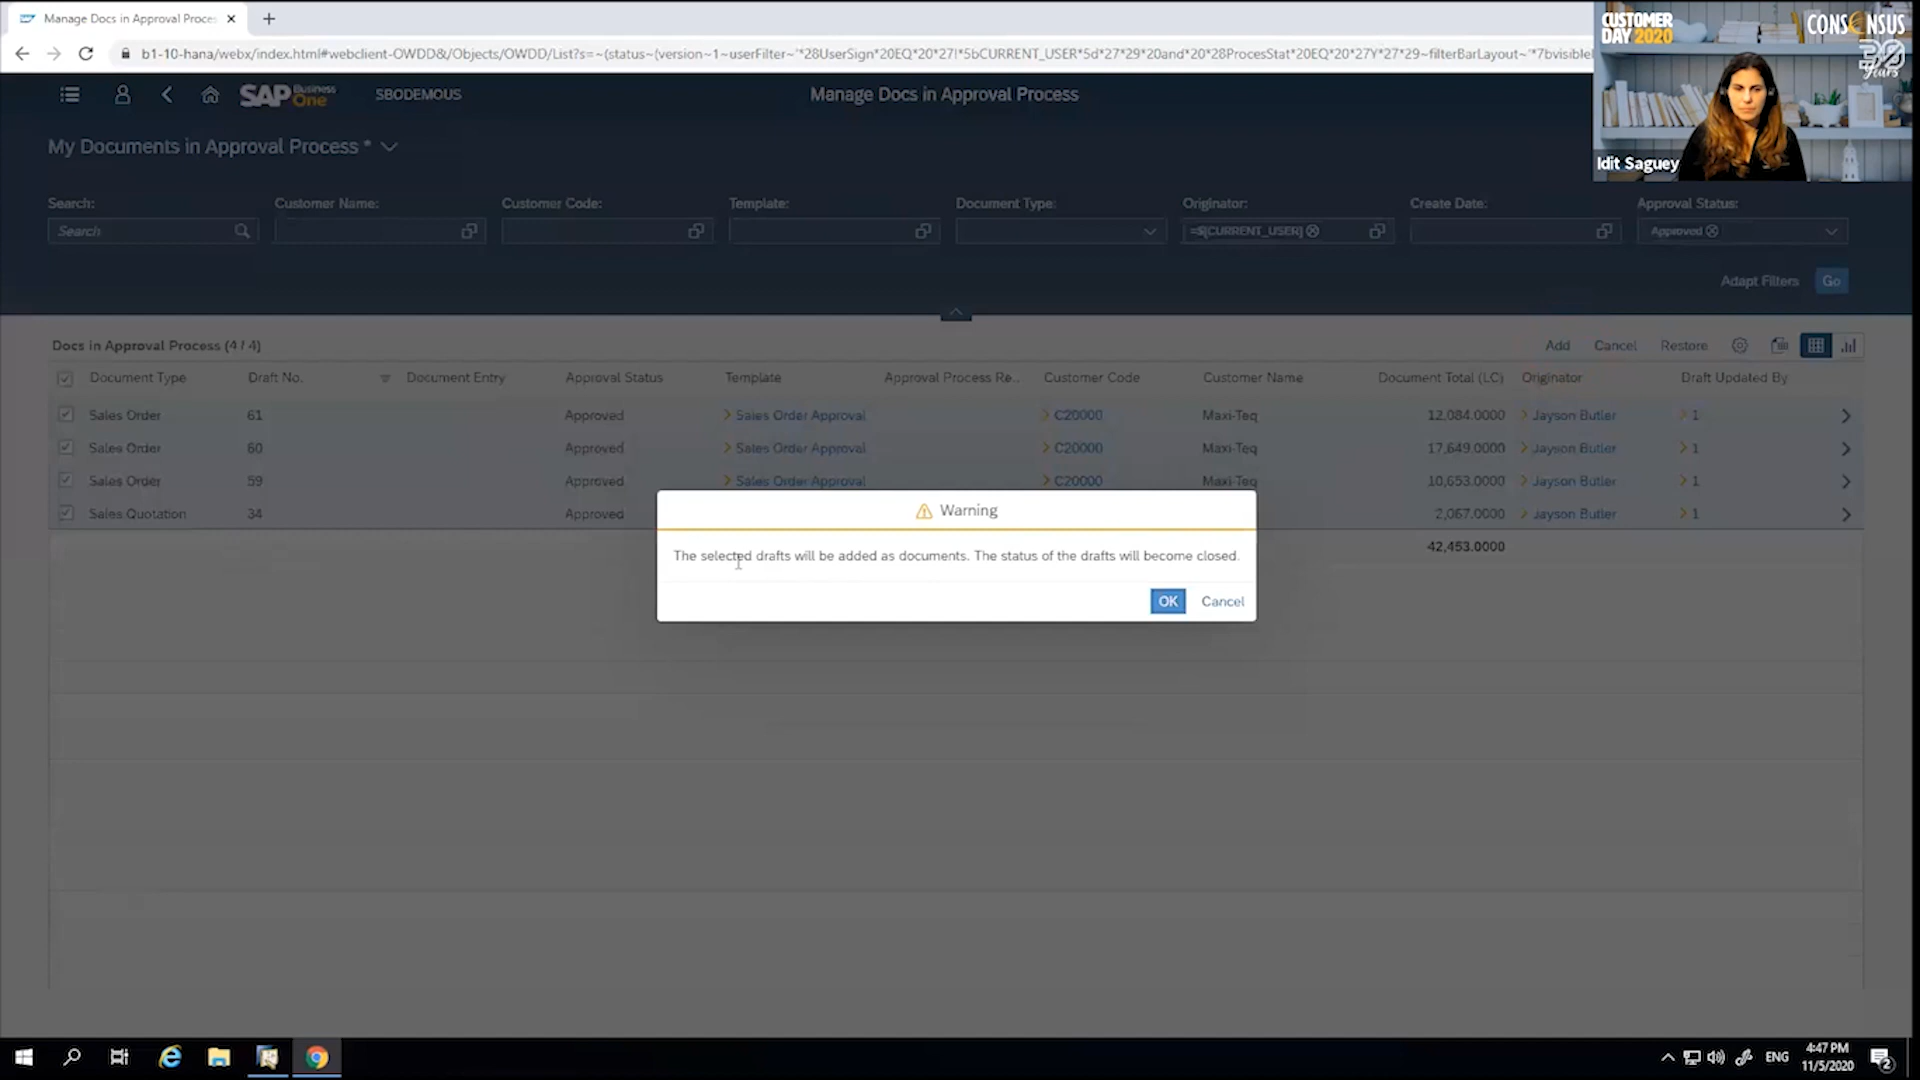 Manage Docs in Approval Proces
b1-10-hana/webx/index.html#webclient-OWDD&/Objects/OWDD/List?s=~(status~(version~1~userFilter~'*28UserSign*20EQ*20*27!*5bCURRENT_USER*5d*27*29*20and*20*28ProcesStat*20EQ*20*27Y*27*29~filterBarLayout~'*7bvisibleI
CUSTOMER
DAY 2020
CONSENSUS
30
Years
Idit Saguey
SAP Business One
SBODEMOUS
Manage Docs in Approval Process
My Documents in Approval Process *
Search: Customer Name: Customer Code: Template: Document Type: Originator: Create Date: Approval Status:
Search =$[CURRENT_USER] Approved
Adapt Filters Go
Docs in Approval Process (4 / 4) Add Cancel Restore
Document Type Draft No. Document Entry Approval Status Template Approval Process Re... Customer Code Customer Name Document Total (LC) Originator Draft Updated By
Sales Order 61 Approved Sales Order Approval C20000 Maxi-Teq 12,084.0000 Jayson Butler 1
Sales Order 60 Approved Sales Order Approval C20000 Maxi-Teq 17,649.0000 Jayson Butler 1
Sales Order 59 Approved Sales Order Approval C20000 Maxi-Teq 10,653.0000 Jayson Butler 1
Sales Quotation 34 Approved 2,067.0000 Jayson Butler 1
42,453.0000
Warning
The selected drafts will be added as documents. The status of the drafts will become closed.
OK Cancel
ENG
4:47 PM
11/5/2020
2